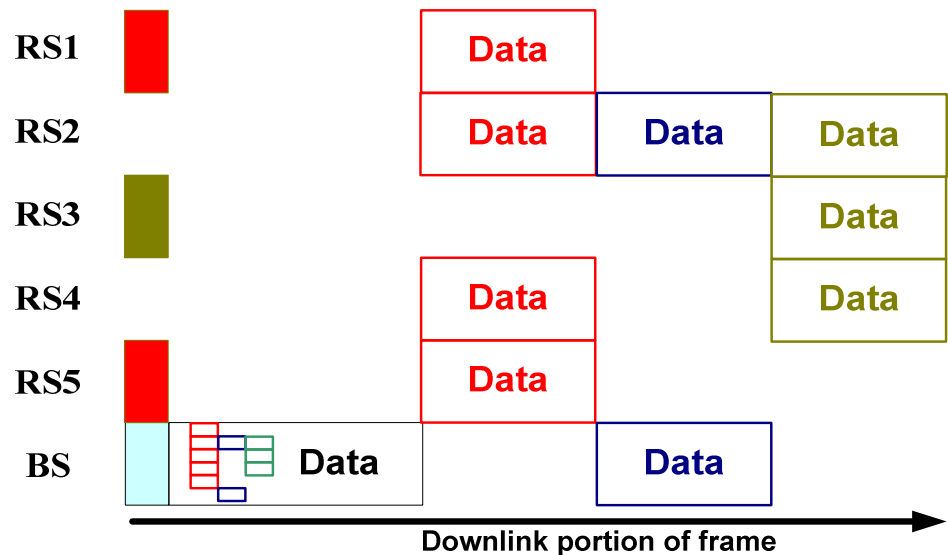 RS1 Data
RS2 Data Data Data
RS3 Data
RS4 Data Data
RS5 Data
BS Data Data
Downlink portion of frame